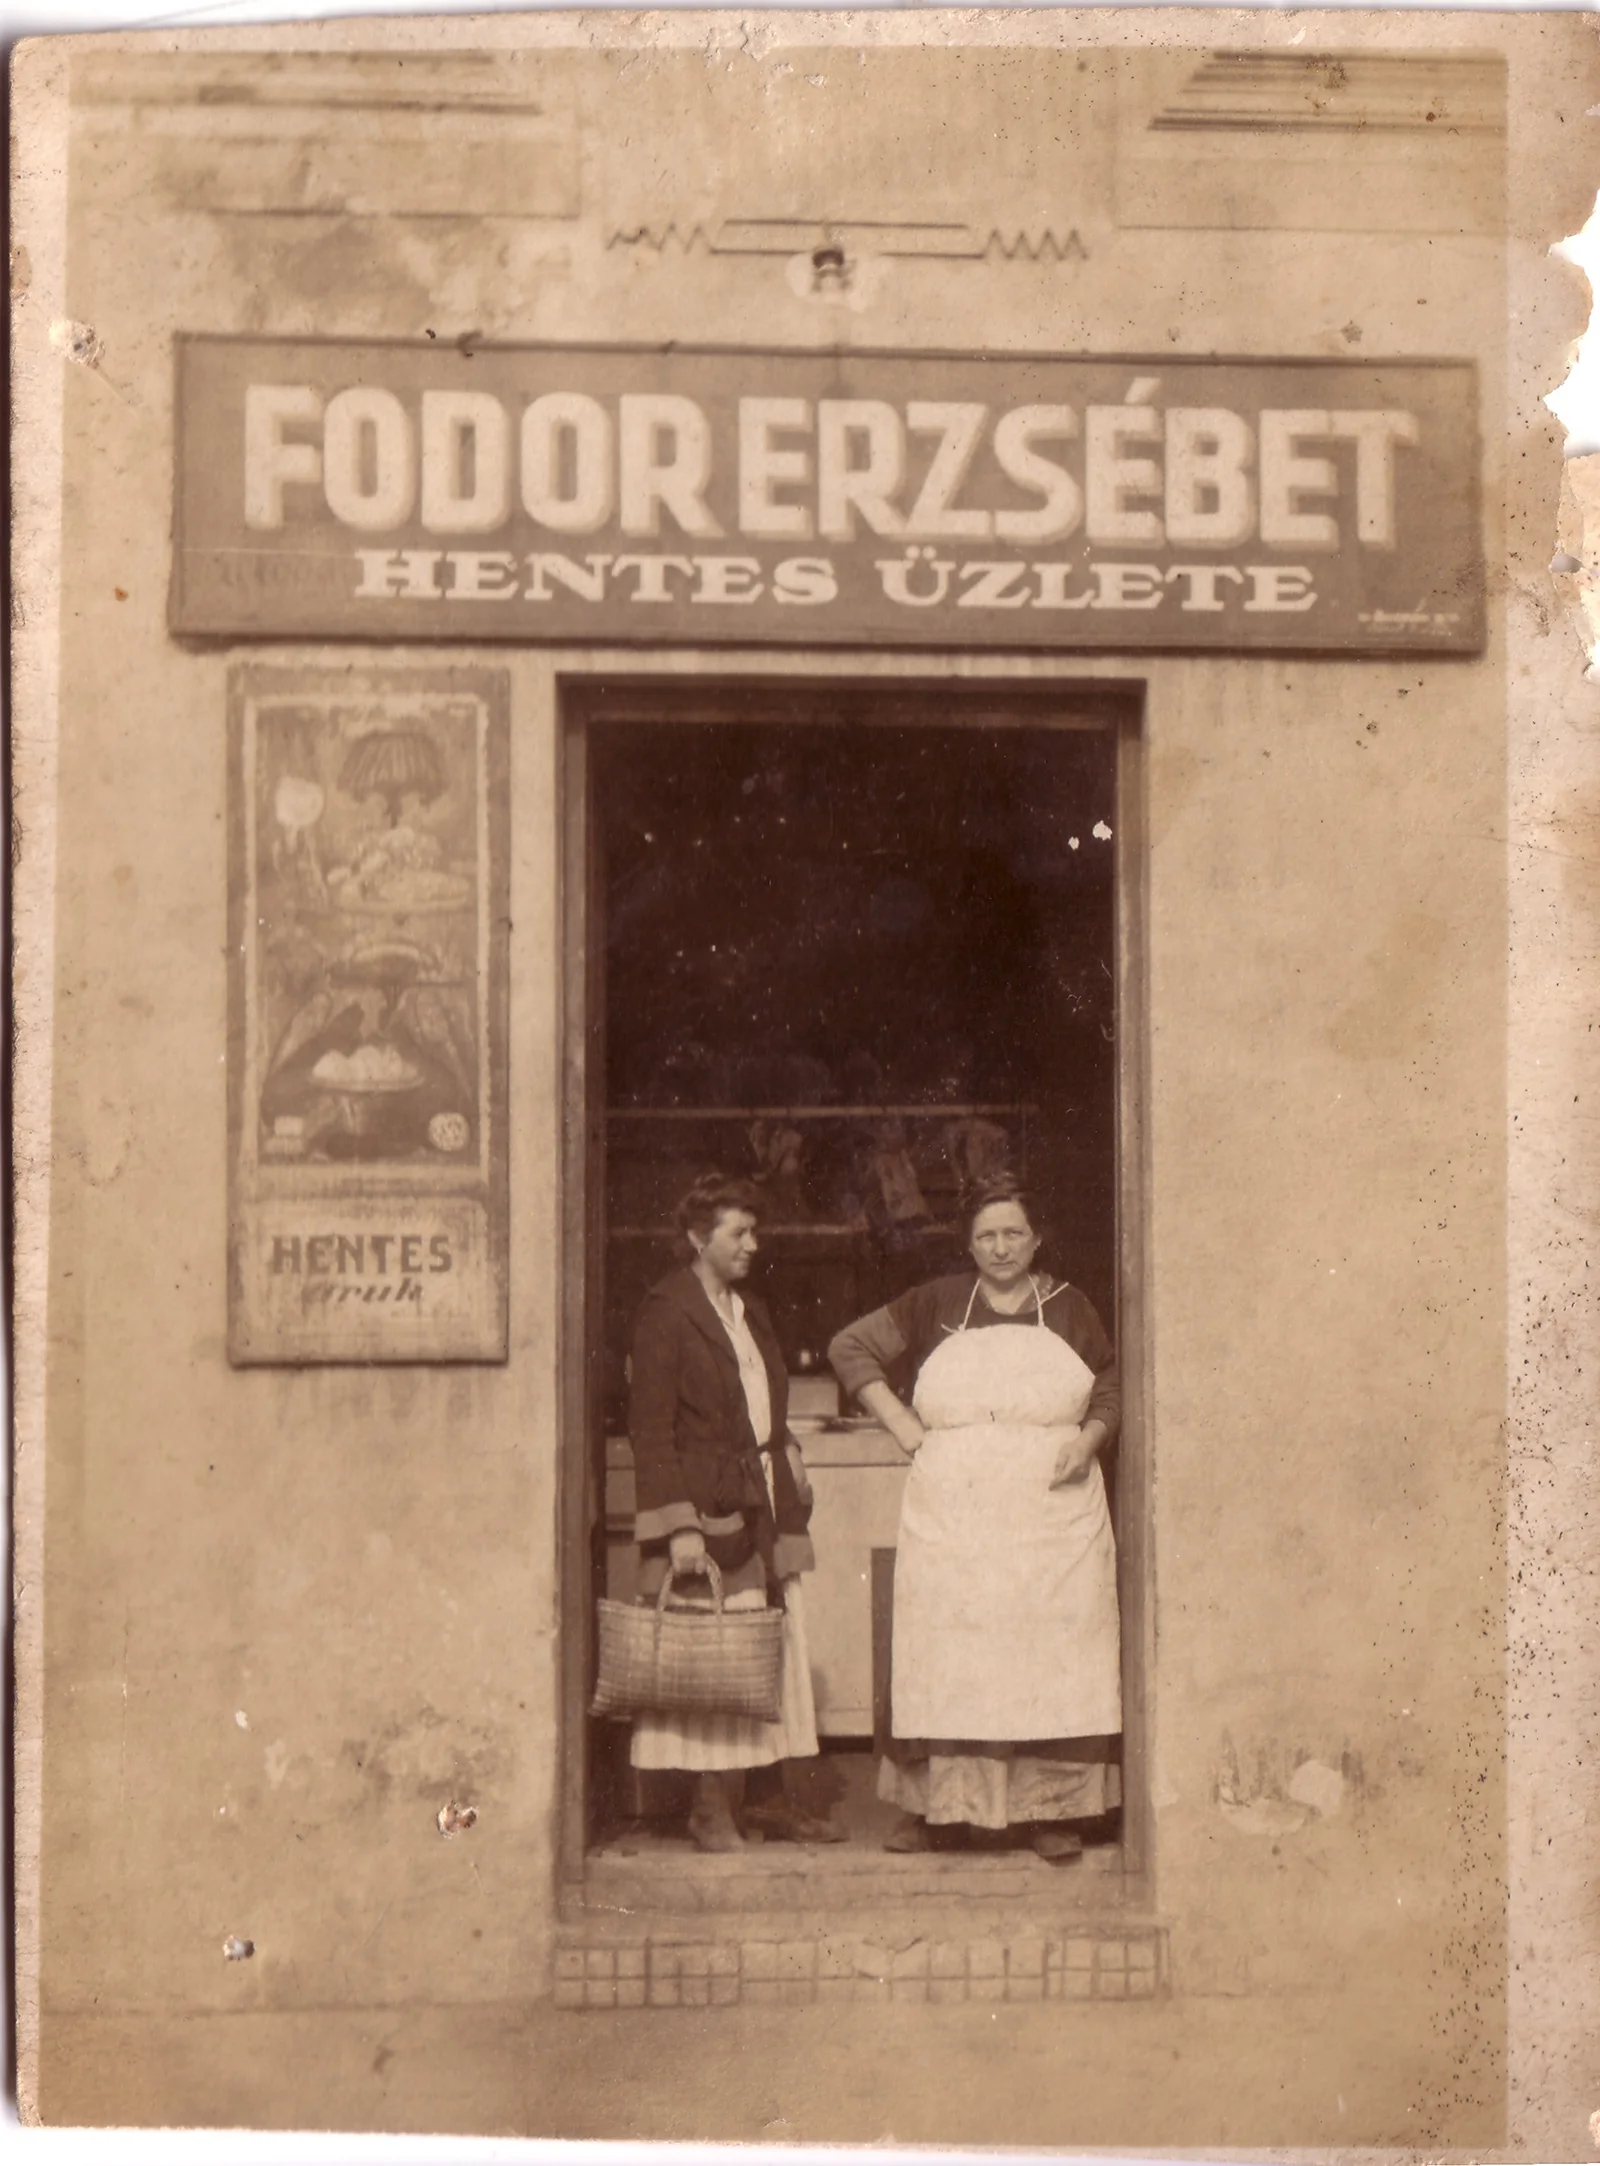 FODOR ERZSÉBET
HENTES ÜZLETE
HENTES
áruk